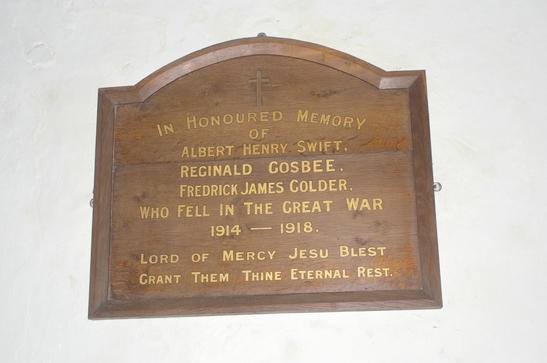 In Honoured Memory
of
Albert Henry Swift.
Reginald Gosbee.
Fredrick James Golder.
Who Fell In The Great War
1914 — 1918.
Lord of Mercy Jesu Blest
Grant Them Thine Eternal Rest.